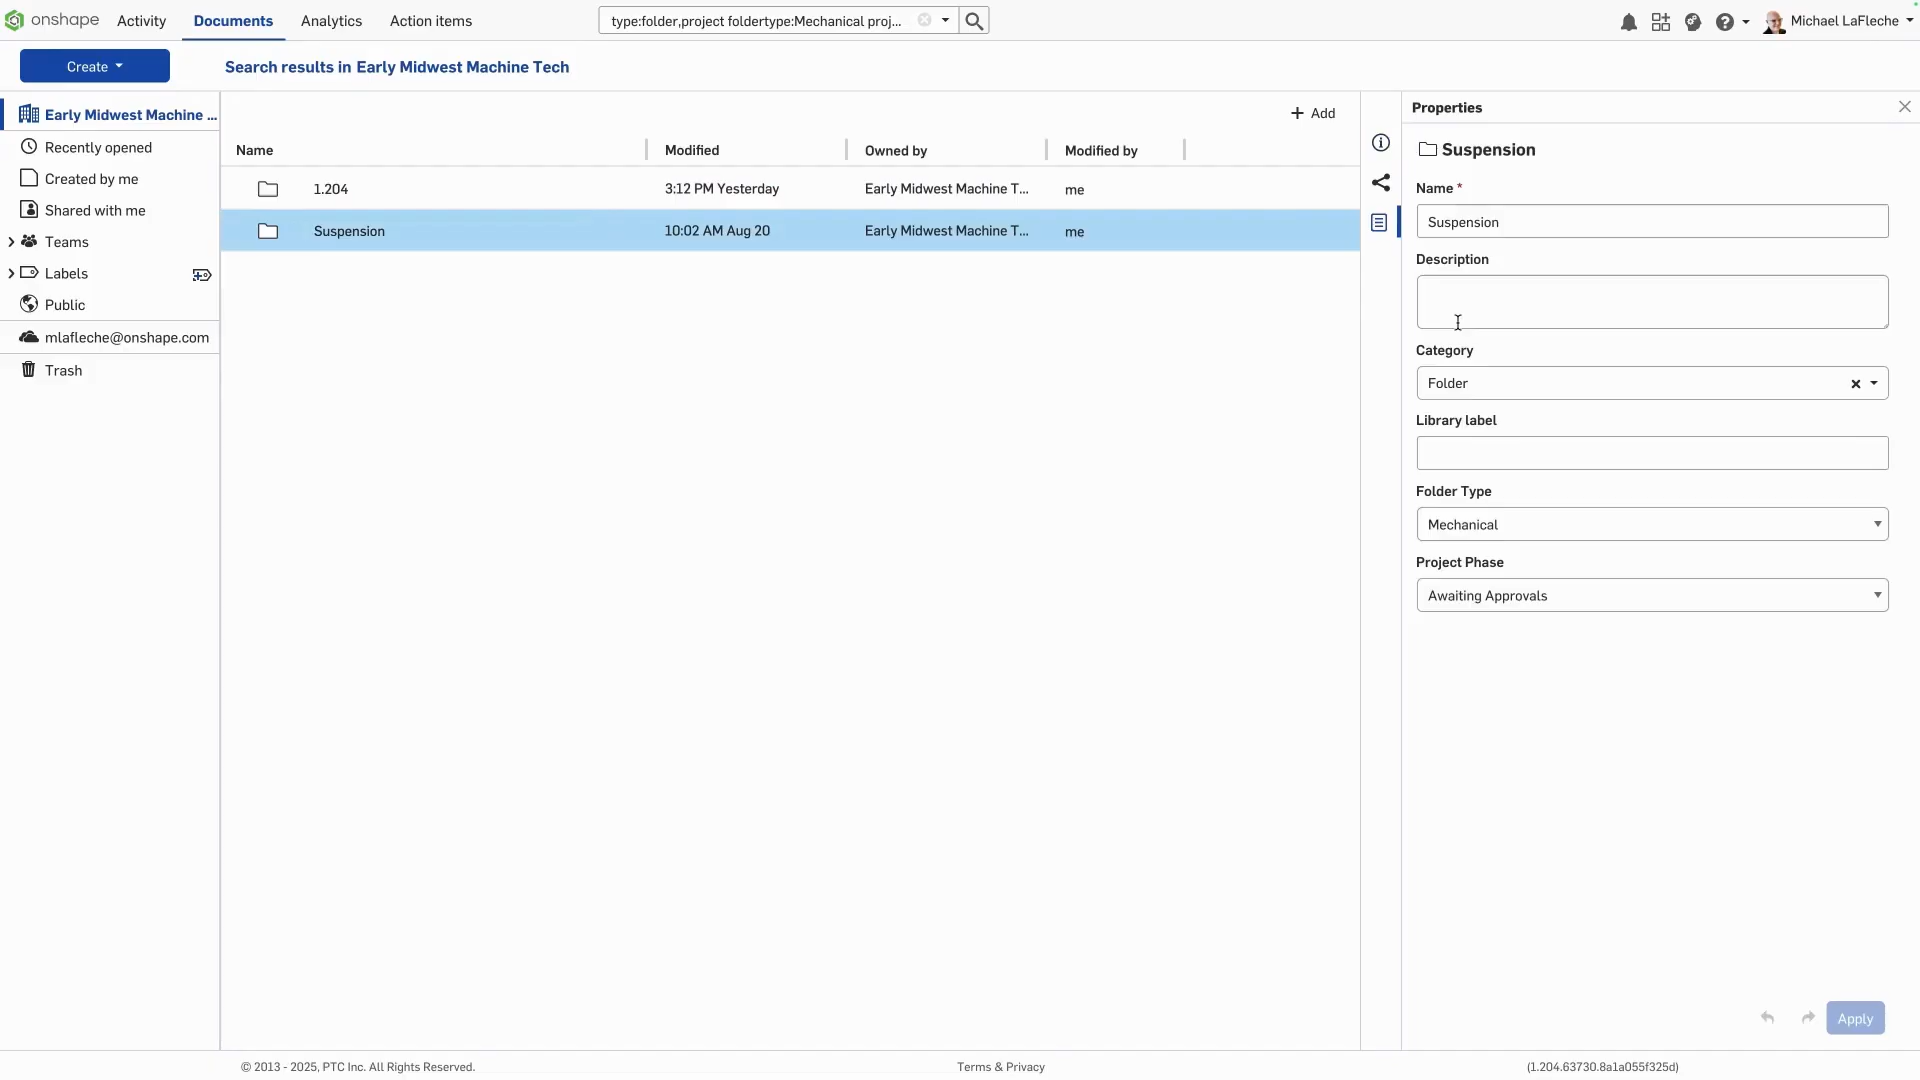 onshape Activity Documents Analytics Action items type:folder,project foldertype:Mechanical proj... Michael LaFleche
Create Search results in Early Midwest Machine Tech
Early Midwest Machine ...
Recently opened
Created by me
Shared with me
Teams
Labels
Public
mlafleche@onshape.com
Trash
Add
Name Modified Owned by Modified by
1.204 3:12 PM Yesterday Early Midwest Machine T... me
Suspension 10:02 AM Aug 20 Early Midwest Machine T... me
Properties
Suspension
Name *
Suspension
Description
Category
Folder
Library label
Folder Type
Mechanical
Project Phase
Awaiting Approvals
Apply
© 2013 - 2025, PTC Inc. All Rights Reserved. Terms & Privacy (1.204.63730.8a1a055f325d)